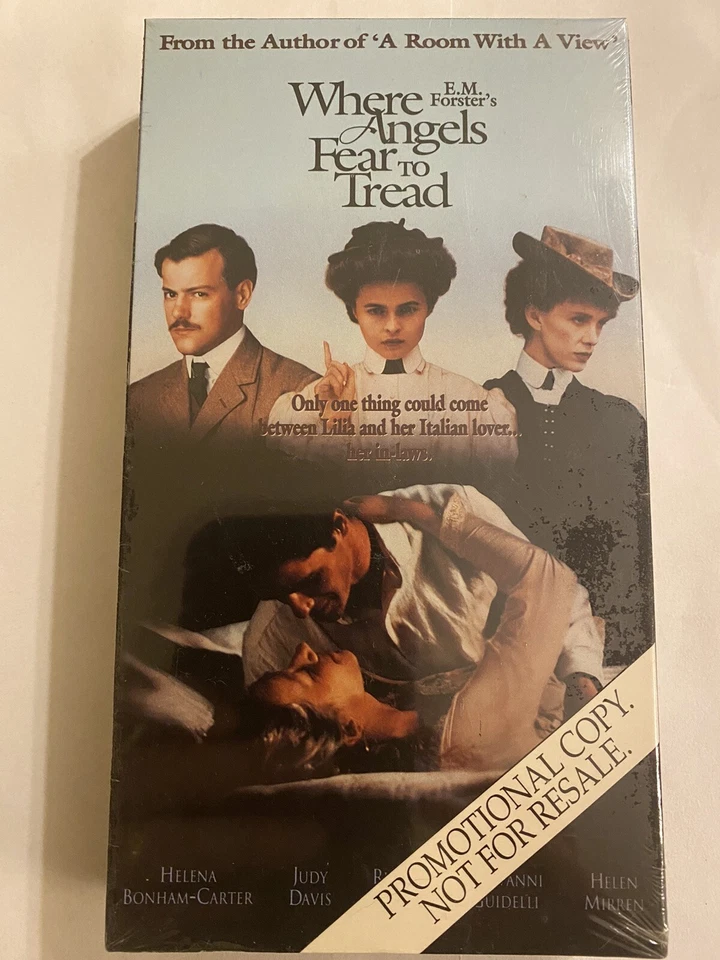 From the Author of 'A Room With A View'
E.M.
Forster's
Where
Angels
Fear TO
Tread
Only one thing could come
between Lilia and her Italian lover...
her in-laws.
HELENA
BONHAM-CARTER
JUDY
DAVIS
HELEN
MIRREN
PROMOTIONAL COPY.
NOT FOR RESALE.